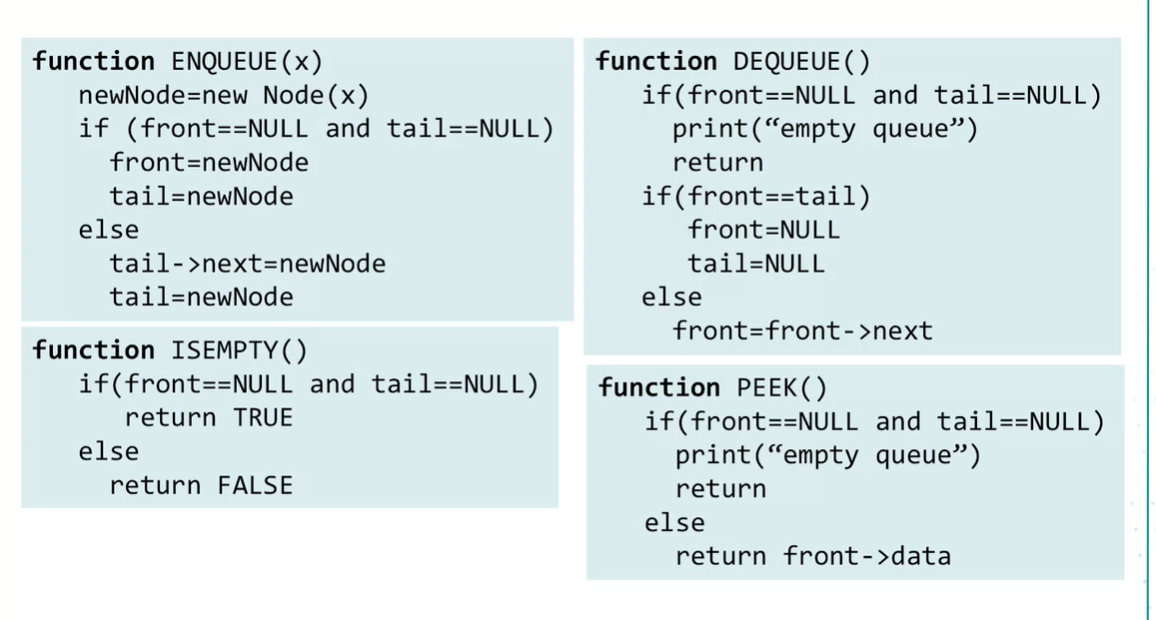 function ENQUEUE(x)
newNode=new Node(x)
if (front==NULL and tail==NULL)
front=newNode
tail=newNode
else
tail->next=newNode
tail=newNode
function ISEMPTY()
if(front==NULL and tail==NULL)
return TRUE
else
return FALSE
function DEQUEUE()
if(front==NULL and tail==NULL)
print(“empty queue”)
return
if(front==tail)
front=NULL
tail=NULL
else
front=front->next
function PEEK()
if(front==NULL and tail==NULL)
print(“empty queue”)
return
else
return front->data